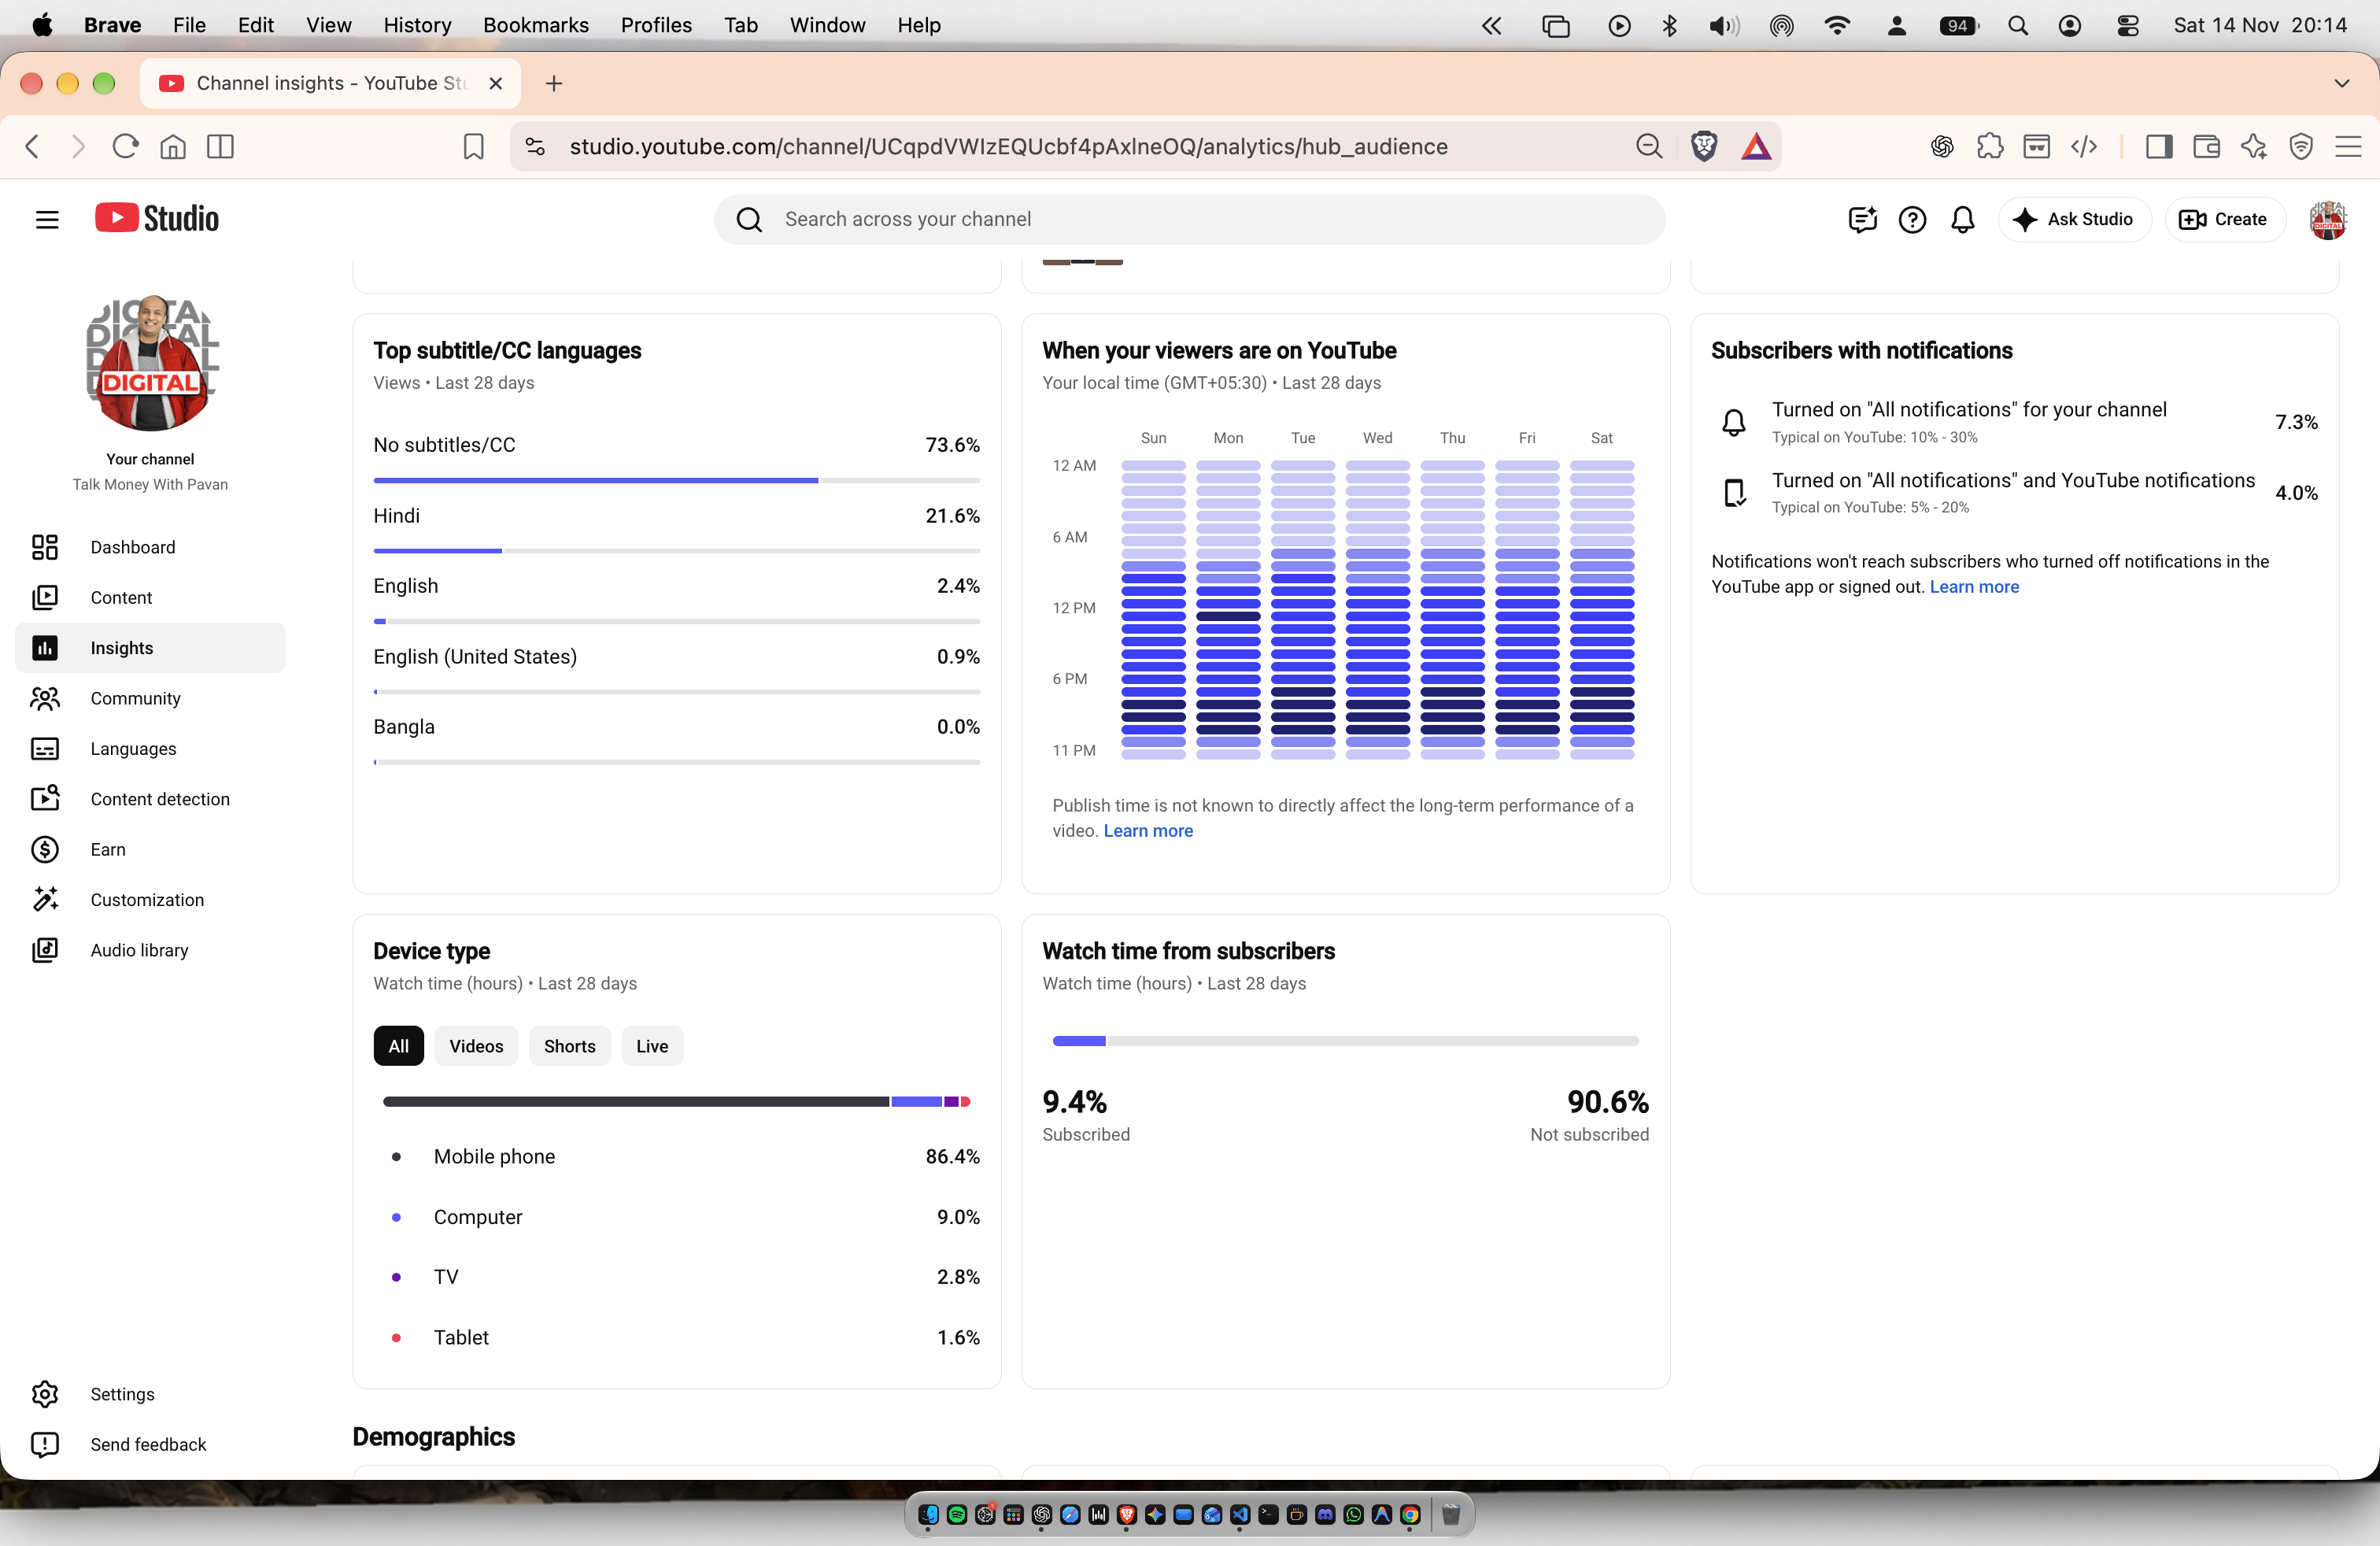 Brave File Edit View History Bookmarks Profiles Tab Window Help 94 Sat 14 Nov 20:14
Channel insights - YouTube Stu
studio.youtube.com/channel/UCqpdVWIzEQUcbf4pAxlneOQ/analytics/hub_audience
Studio
Search across your channel
Ask Studio
Create
DIGITAL
Your channel
Talk Money With Pavan
Dashboard
Content
Insights
Community
Languages
Content detection
Earn
Customization
Audio library
Settings
Send feedback
Top subtitle/CC languages
Views • Last 28 days
No subtitles/CC 73.6%
Hindi 21.6%
English 2.4%
English (United States) 0.9%
Bangla 0.0%
When your viewers are on YouTube
Your local time (GMT+05:30) • Last 28 days
Sun Mon Tue Wed Thu Fri Sat
12 AM
6 AM
12 PM
6 PM
11 PM
Publish time is not known to directly affect the long-term performance of a
video. Learn more
Subscribers with notifications
Turned on "All notifications" for your channel
Typical on YouTube: 10% - 30%
7.3%
Turned on "All notifications" and YouTube notifications
Typical on YouTube: 5% - 20%
4.0%
Notifications won't reach subscribers who turned off notifications in the
YouTube app or signed out. Learn more
Device type
Watch time (hours) • Last 28 days
All Videos Shorts Live
Mobile phone 86.4%
Computer 9.0%
TV 2.8%
Tablet 1.6%
Watch time from subscribers
Watch time (hours) • Last 28 days
9.4% 90.6%
Subscribed Not subscribed
Demographics